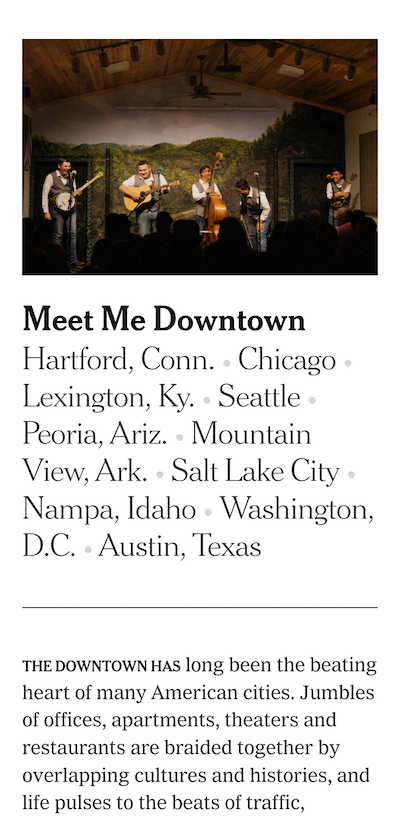 Meet Me Downtown
Hartford, Conn. • Chicago •
Lexington, Ky. • Seattle •
Peoria, Ariz. • Mountain
View, Ark. • Salt Lake City •
Nampa, Idaho • Washington,
D.C. • Austin, Texas
THE DOWNTOWN HAS long been the beating
heart of many American cities. Jumbles
of offices, apartments, theaters and
restaurants are braided together by
overlapping cultures and histories, and
life pulses to the beats of traffic,